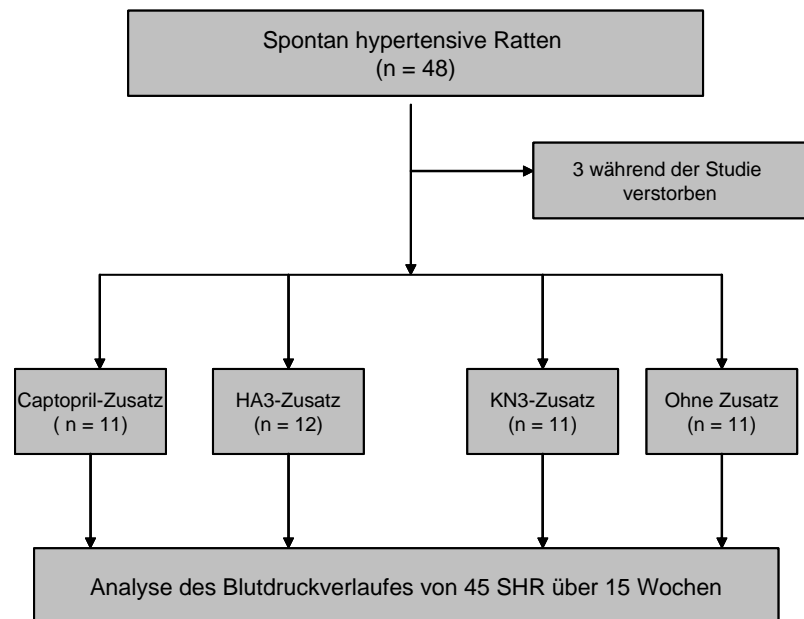 Spontan hypertensive Ratten
(n = 48)
3 während der Studie
verstorben
Captopril-Zusatz
( n = 11)
HA3-Zusatz
(n = 12)
KN3-Zusatz
(n = 11)
Ohne Zusatz
(n = 11)
Analyse des Blutdruckverlaufes von 45 SHR über 15 Wochen